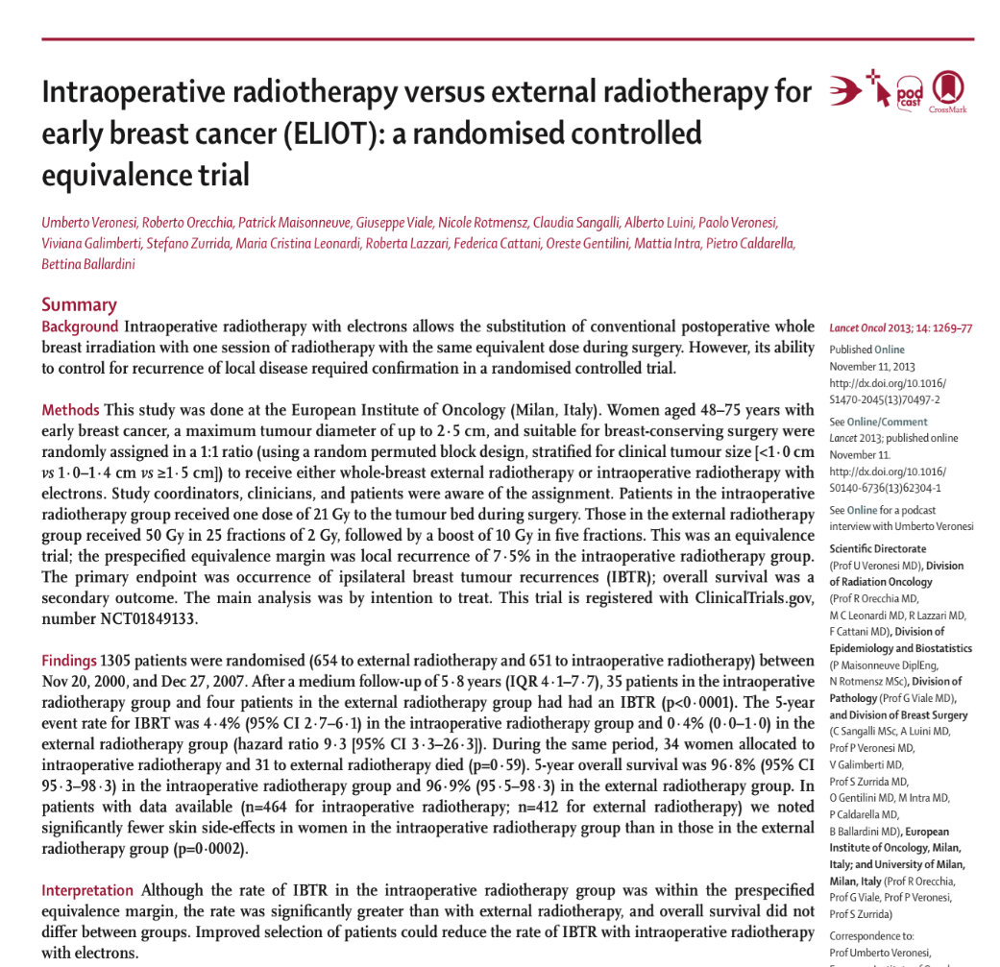 Intraoperative radiotherapy versus external radiotherapy for
early breast cancer (ELIOT): a randomised controlled
equivalence trial
pod
cast
CrossMark
Umberto Veronesi, Roberto Orecchia, Patrick Maisonneuve, Giuseppe Viale, Nicole Rotmensz, Claudia Sangalli, Alberto Luini, Paolo Veronesi,
Viviana Galimberti, Stefano Zurrida, Maria Cristina Leonardi, Roberta Lazzari, Federica Cattani, Oreste Gentilini, Mattia Intra, Pietro Caldarella,
Bettina Ballardini
Summary
Background Intraoperative radiotherapy with electrons allows the substitution of conventional postoperative whole
breast irradiation with one session of radiotherapy with the same equivalent dose during surgery. However, its ability
to control for recurrence of local disease required confirmation in a randomised controlled trial.
Methods This study was done at the European Institute of Oncology (Milan, Italy). Women aged 48–75 years with
early breast cancer, a maximum tumour diameter of up to 2·5 cm, and suitable for breast-conserving surgery were
randomly assigned in a 1:1 ratio (using a random permuted block design, stratified for clinical tumour size [<1·0 cm
vs 1·0–1·4 cm vs ≥1·5 cm]) to receive either whole-breast external radiotherapy or intraoperative radiotherapy with
electrons. Study coordinators, clinicians, and patients were aware of the assignment. Patients in the intraoperative
radiotherapy group received one dose of 21 Gy to the tumour bed during surgery. Those in the external radiotherapy
group received 50 Gy in 25 fractions of 2 Gy, followed by a boost of 10 Gy in five fractions. This was an equivalence
trial; the prespecified equivalence margin was local recurrence of 7·5% in the intraoperative radiotherapy group.
The primary endpoint was occurrence of ipsilateral breast tumour recurrences (IBTR); overall survival was a
secondary outcome. The main analysis was by intention to treat. This trial is registered with ClinicalTrials.gov,
number NCT01849133.
Findings 1305 patients were randomised (654 to external radiotherapy and 651 to intraoperative radiotherapy) between
Nov 20, 2000, and Dec 27, 2007. After a medium follow-up of 5·8 years (IQR 4·1–7·7), 35 patients in the intraoperative
radiotherapy group and four patients in the external radiotherapy group had had an IBTR (p<0·0001). The 5-year
event rate for IBRT was 4·4% (95% CI 2·7–6·1) in the intraoperative radiotherapy group and 0·4% (0·0–1·0) in the
external radiotherapy group (hazard ratio 9·3 [95% CI 3·3–26·3]). During the same period, 34 women allocated to
intraoperative radiotherapy and 31 to external radiotherapy died (p=0·59). 5-year overall survival was 96·8% (95% CI
95·3–98·3) in the intraoperative radiotherapy group and 96·9% (95·5–98·3) in the external radiotherapy group. In
patients with data available (n=464 for intraoperative radiotherapy; n=412 for external radiotherapy) we noted
significantly fewer skin side-effects in women in the intraoperative radiotherapy group than in those in the external
radiotherapy group (p=0·0002).
Interpretation Although the rate of IBTR in the intraoperative radiotherapy group was within the prespecified
equivalence margin, the rate was significantly greater than with external radiotherapy, and overall survival did not
differ between groups. Improved selection of patients could reduce the rate of IBTR with intraoperative radiotherapy
with electrons.
Lancet Oncol 2013; 14: 1269–77
Published Online
November 11, 2013
http://dx.doi.org/10.1016/
S1470-2045(13)70497-2
See Online/Comment
Lancet 2013; published online
November 11.
http://dx.doi.org/10.1016/
S0140-6736(13)62304-1
See Online for a podcast
interview with Umberto Veronesi
Scientific Directorate
(Prof U Veronesi MD), Division
of Radiation Oncology
(Prof R Orecchia MD,
M C Leonardi MD, R Lazzari MD,
F Cattani MD), Division of
Epidemiology and Biostatistics
(P Maisonneuve DiplEng,
N Rotmensz MSc), Division of
Pathology (Prof G Viale MD),
and Division of Breast Surgery
(C Sangalli MSc, A Luini MD,
Prof P Veronesi MD,
V Galimberti MD,
Prof S Zurrida MD,
O Gentilini MD, M Intra MD,
P Caldarella MD,
B Ballardini MD), European
Institute of Oncology, Milan,
Italy; and University of Milan,
Milan, Italy (Prof R Orecchia,
Prof G Viale, Prof P Veronesi,
Prof S Zurrida)
Correspondence to:
Prof Umberto Veronesi,